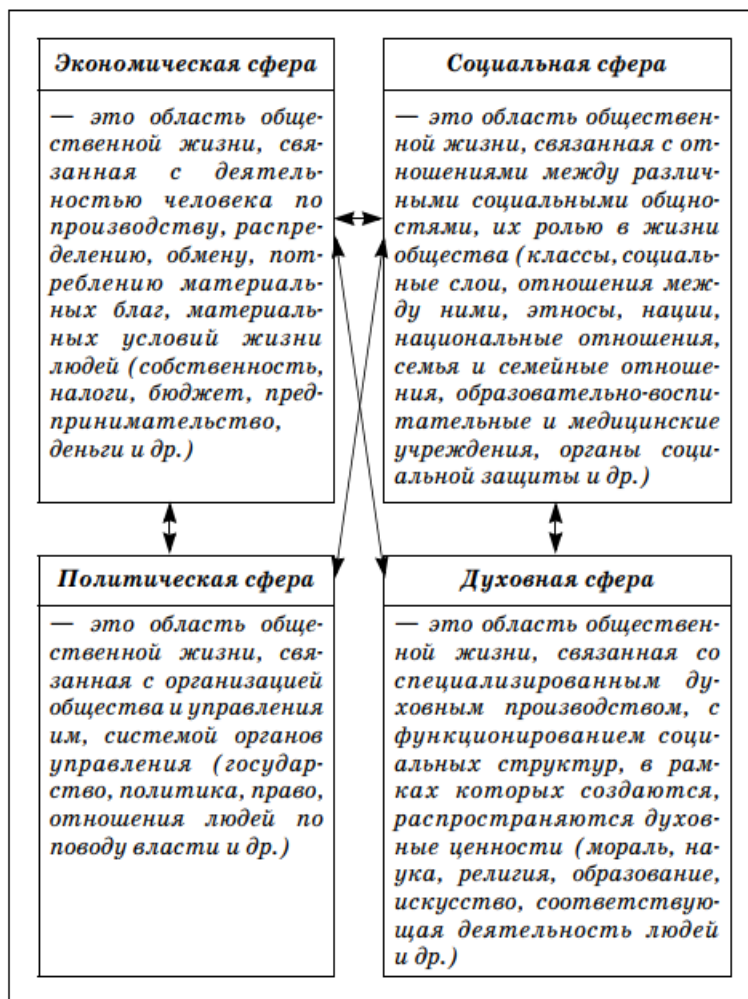 Экономическая сфера
— это область обще-
ственной жизни, свя-
занная с деятель-
ностью человека по
производству, распре-
делению, обмену, пот-
реблению материаль-
ных благ, материаль-
ных условий жизни
людей (собственность,
налоги, бюджет, пред-
принимательство,
деньги и др.)
Социальная сфера
— это область обществен-
ной жизни, связанная с от-
ношениями между различ-
ными социальными общно-
стями, их ролью в жизни
общества (классы, социаль-
ные слои, отношения меж-
ду ними, этносы, нации,
национальные отношения,
семья и семейные отноше-
ния, образовательно-воспи-
тательные и медицинские
учреждения, органы соци-
альной защиты и др.)
Политическая сфера
— это область обще-
ственной жизни, свя-
занная с организацией
общества и управления
им, системой органов
управления (государ-
ство, политика, право,
отношения людей по
поводу власти и др.)
Духовная сфера
— это область обществен-
ной жизни, связанная со
специализированным ду-
ховным производством, с
функционированием соци-
альных структур, в рам-
ках которых создаются,
распространяются духов-
ные ценности (мораль, на-
ука, религия, образование,
искусство, соответствую-
щая деятельность людей
и др.)